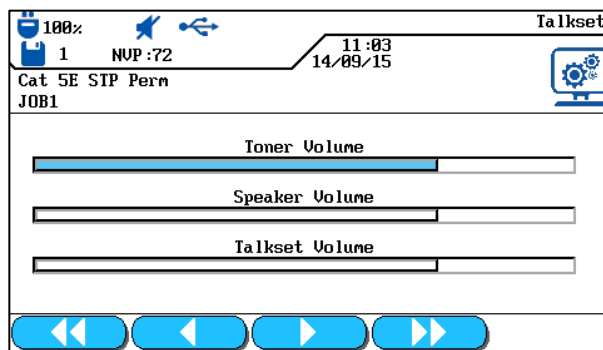 100% Talkset
1 NVP:72 11:03
14/09/15
Cat 5E STP Perm
JOB1
Toner Volume
Speaker Volume
Talkset Volume